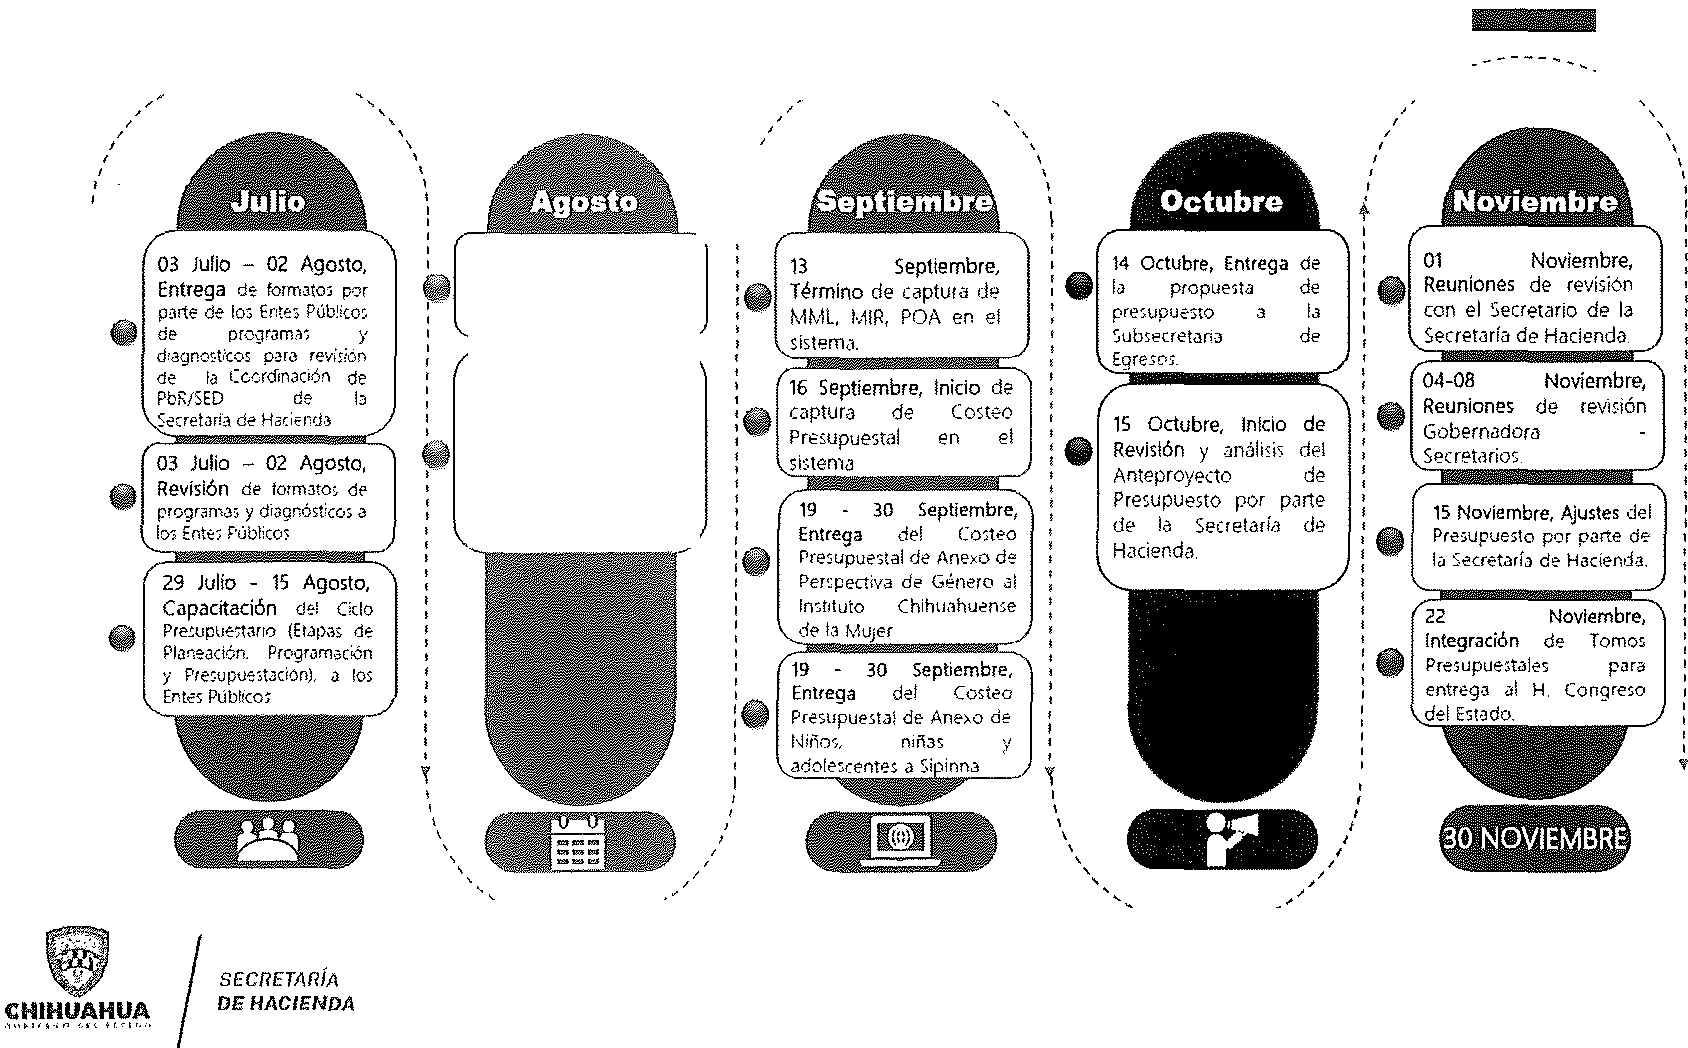 Julio
03 Julio – 02 Agosto,
Entrega de formatos por
parte de los Entes Públicos
de programas y
diagnosticos para revisión
de la Coordinación de
PbR/SED de la
Secretaría de Hacienda
03 Julio – 02 Agosto,
Revisión de formatos de
programas y diagnósticos a
los Entes Públicos
29 Julio - 15 Agosto,
Capacitación del Ciclo
Presupuestario (Etapas de
Planeación, Programación
y Presupuestación), a los
Entes Públicos
Agosto
Septiembre
13 Septiembre,
Término de captura de
MML, MIR, POA en el
sistema.
16 Septiembre, Inicio de
captura de Costeo
Presupuestal en el
sistema
19 - 30 Septiembre,
Entrega del Costeo
Presupuestal de Anexo de
Perspectiva de Género al
Instituto Chihuahuense
de la Mujer
19 - 30 Septiembre,
Entrega del Costeo
Presupuestal de Anexo de
Niños, niñas y
adolescentes a Sipinna
Octubre
14 Octubre, Entrega de
la propuesta de
presupuesto a la
Subsecretaria de
Egresos.
15 Octubre, Inicio de
Revisión y análisis del
Anteproyecto de
Presupuesto por parte
de la Secretaría de
Hacienda.
Noviembre
01 Noviembre,
Reuniones de revisión
con el Secretario de la
Secretaría de Hacienda.
04-08 Noviembre,
Reuniones de revisión
Gobernadora -
Secretarios.
15 Noviembre, Ajustes del
Presupuesto por parte de
la Secretaría de Hacienda.
22 Noviembre,
Integración de Tomos
Presupuestales para
entrega al H. Congreso
del Estado.
30 NOVIEMBRE
CHIHUAHUA
GOBIERNO DEL ESTADO
SECRETARÍA
DE HACIENDA